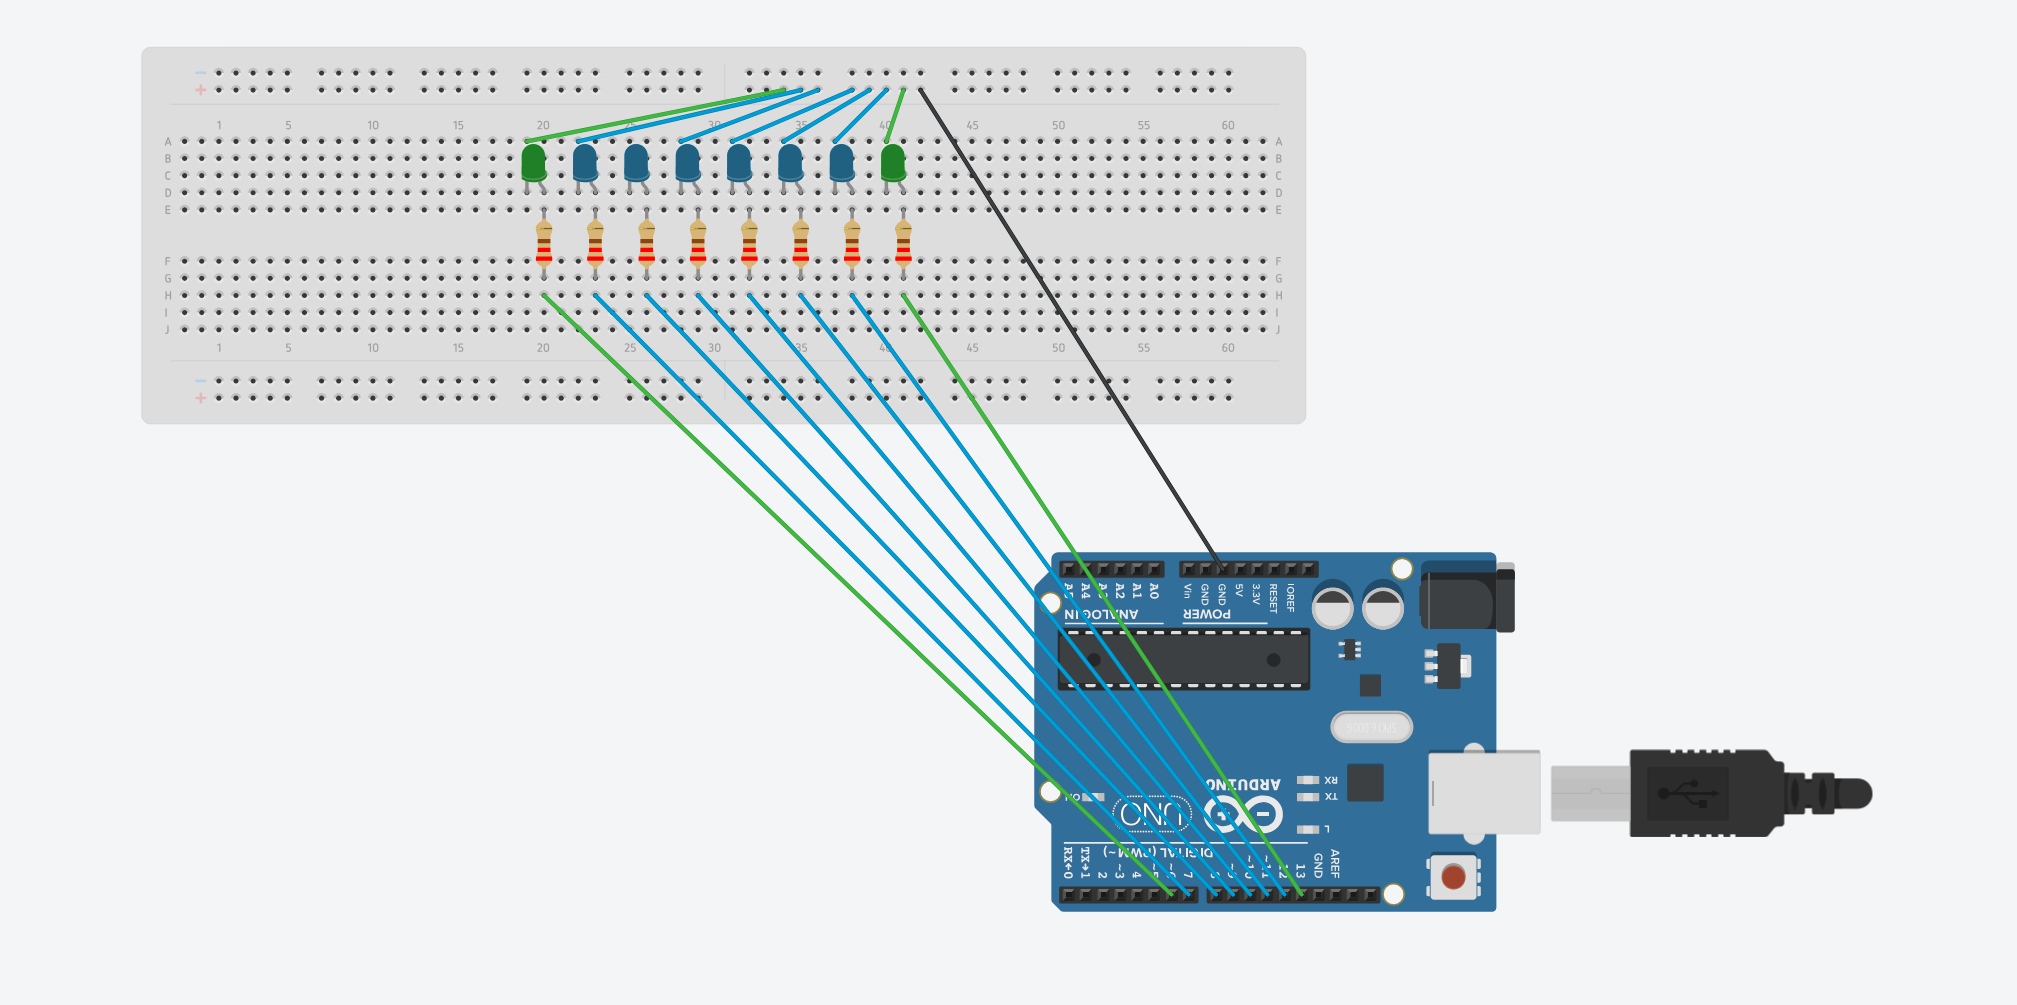 − −
+ +
1 5 10 15 20 25 30 35 40 45 50 55 60
A A
B B
C C
D D
E E
F F
G G
H H
I I
J J
1 5 10 15 20 25 30 35 40 45 50 55 60
−
+
A5 A4 A3 A2 A1 A0 Vin GND GND 5V 3.3V RESET IOREF
ANALOG IN POWER
RX
ARDUINO
ON TX
UNO
L
DIGITAL (PWM ~)
RX←0 TX→1 2 ~3 4 ~5 ~6 7 8 ~9 ~10 ~11 12 13 GND AREF